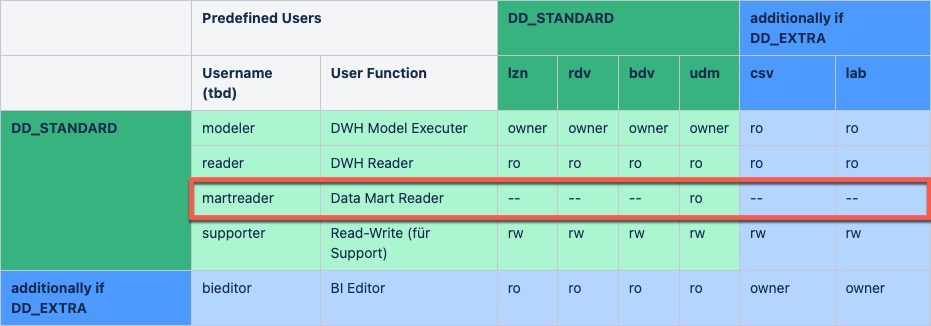 Predefined Users DD_STANDARD additionally if
DD_EXTRA
Username User Function lzn rdv bdv udm csv lab
(tbd)
DD_STANDARD modeler DWH Model Executer owner owner owner owner ro ro
reader DWH Reader ro ro ro ro ro ro
martreader Data Mart Reader -- -- -- ro -- --
supporter Read-Write (für rw rw rw rw rw rw
Support)
additionally if bieditor BI Editor ro ro ro ro owner owner
DD_EXTRA